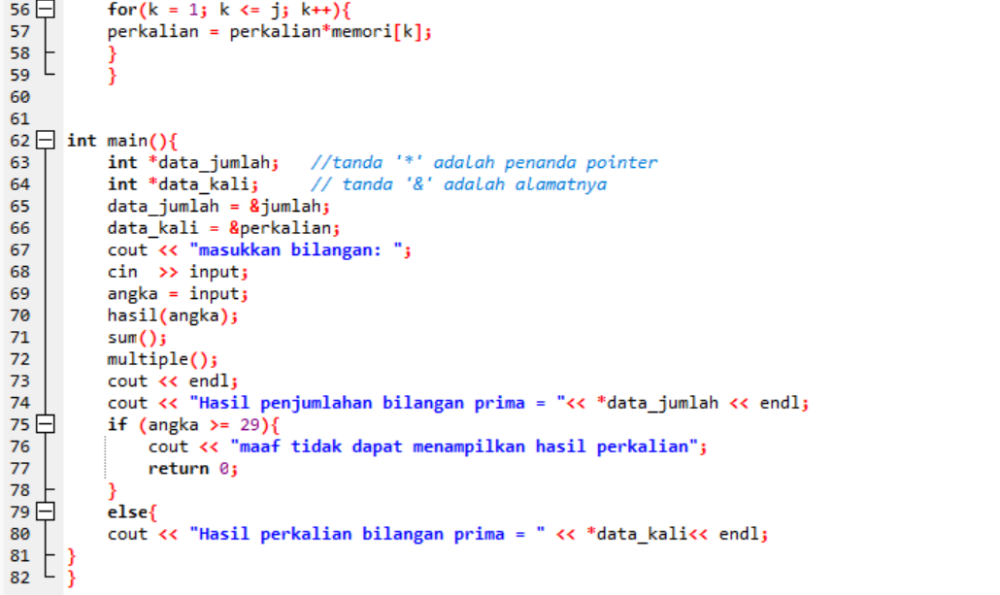 56 for(k = 1; k <= j; k++){
57 perkalian = perkalian*memori[k];
58 }
59 }
60
61
62 int main(){
63 int *data_jumlah; //tanda '*' adalah penanda pointer
64 int *data_kali; // tanda '&' adalah alamatnya
65 data_jumlah = &jumlah;
66 data_kali = &perkalian;
67 cout << "masukkan bilangan: ";
68 cin >> input;
69 angka = input;
70 hasil(angka);
71 sum();
72 multiple();
73 cout << endl;
74 cout << "Hasil penjumlahan bilangan prima = "<< *data_jumlah << endl;
75 if (angka >= 29){
76 cout << "maaf tidak dapat menampilkan hasil perkalian";
77 return 0;
78 }
79 else{
80 cout << "Hasil perkalian bilangan prima = " << *data_kali<< endl;
81 }
82 }